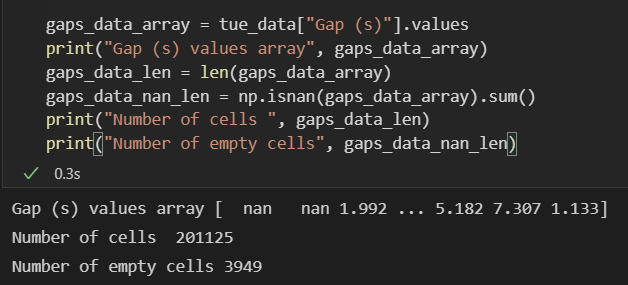 gaps_data_array = tue_data["Gap (s)"].values
print("Gap (s) values array", gaps_data_array)
gaps_data_len = len(gaps_data_array)
gaps_data_nan_len = np.isnan(gaps_data_array).sum()
print("Number of cells ", gaps_data_len)
print("Number of empty cells", gaps_data_nan_len)
0.3s
Gap (s) values array [  nan   nan 1.992 ... 5.182 7.307 1.133]
Number of cells  201125
Number of empty cells 3949